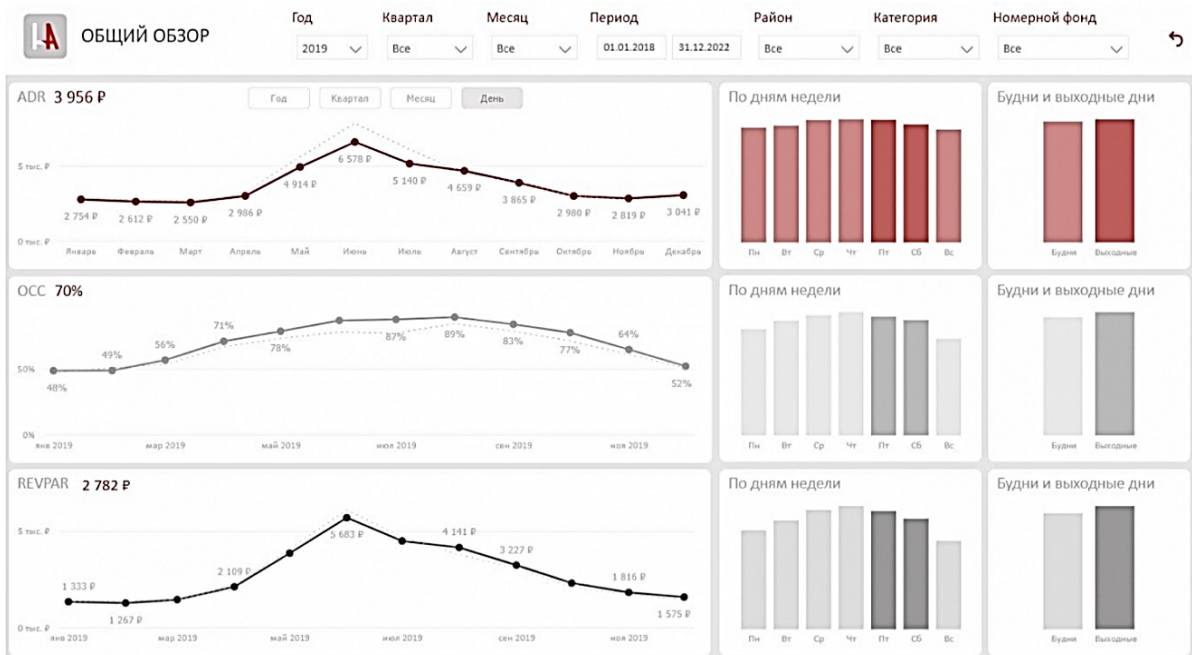 НА ОБЩИЙ ОБЗОР
Год Квартал Месяц Период Район Категория Номерной фонд
2019 Все Все 01.01.2018 31.12.2022 Все Все Все
ADR 3 956 ₽
Год Квартал Месяц День
5 тыс. ₽
0 тыс. ₽
2 754 ₽ 2 612 ₽ 2 550 ₽ 2 986 ₽ 4 914 ₽ 6 578 ₽ 5 140 ₽ 4 659 ₽ 3 865 ₽ 2 980 ₽ 2 819 ₽ 3 041 ₽
Январь Февраль Март Апрель Май Июнь Июль Август Сентябрь Октябрь Ноябрь Декабрь
По дням недели
Пн Вт Ср Чт Пт Сб Вс
Будни и выходные дни
Будни Выходные
OCC 70%
50%
0%
48% 49% 56% 71% 78% 87% 89% 83% 77% 64% 52%
янв 2019 мар 2019 май 2019 июл 2019 сен 2019 ноя 2019
По дням недели
Пн Вт Ср Чт Пт Сб Вс
Будни и выходные дни
Будни Выходные
REVPAR 2 782 ₽
5 тыс. ₽
0 тыс. ₽
1 333 ₽ 1 267 ₽ 2 109 ₽ 5 683 ₽ 4 141 ₽ 3 227 ₽ 1 816 ₽ 1 575 ₽
янв 2019 мар 2019 май 2019 июл 2019 сен 2019 ноя 2019
По дням недели
Пн Вт Ср Чт Пт Сб Вс
Будни и выходные дни
Будни Выходные